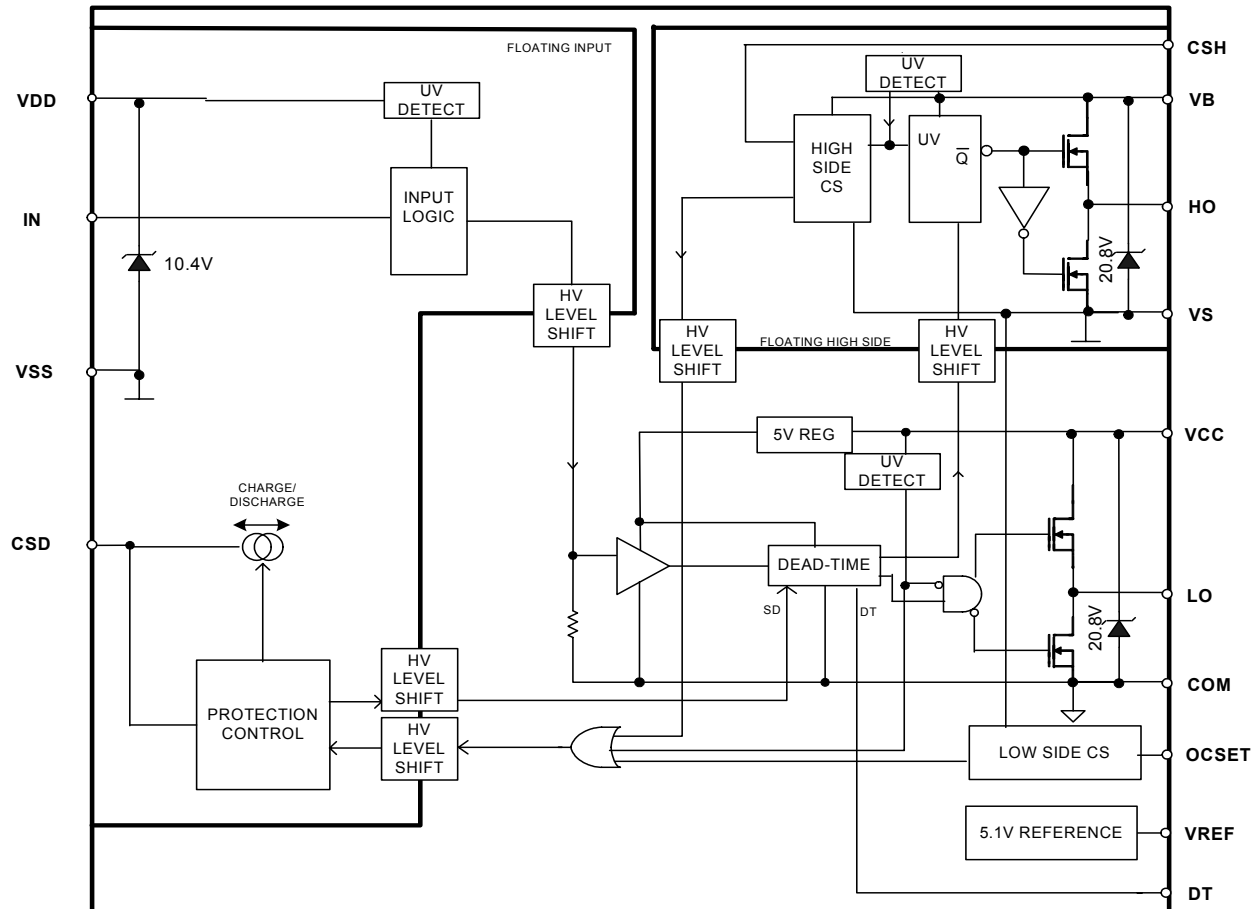 FLOATING INPUT
CSH
UV
DETECT
VDD
UV
DETECT
VB
HIGH
SIDE
CS
UV
Q
INPUT
LOGIC
IN
HO
10.4V
20.8V
HV
LEVEL
SHIFT
VS
HV
LEVEL
SHIFT
FLOATING HIGH SIDE
HV
LEVEL
SHIFT
VSS
5V REG
VCC
UV
DETECT
CHARGE/
DISCHARGE
CSD
DEAD-TIME
SD
DT
LO
20.8V
HV
LEVEL
SHIFT
COM
PROTECTION
CONTROL
HV
LEVEL
SHIFT
LOW SIDE CS
OCSET
5.1V REFERENCE
VREF
DT